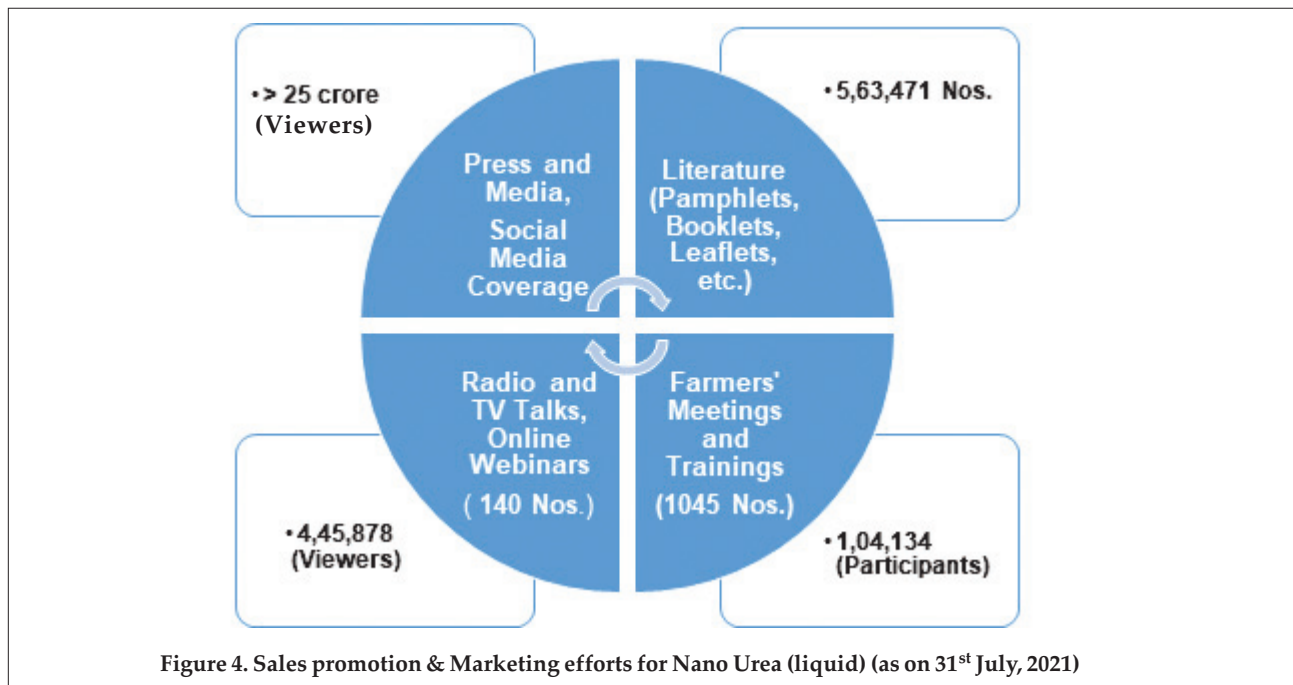 •> 25 crore
(Viewers)
Press and
Media,
Social
Media
Coverage
•5,63,471 Nos.
Literature
(Pamphlets,
Booklets,
Leaflets,
etc.)
Radio and
TV Talks,
Online
Webinars
( 140 Nos.)
•4,45,878
(Viewers)
Farmers'
Meetings
and
Trainings
(1045 Nos.)
•1,04,134
(Participants)
Figure 4. Sales promotion & Marketing efforts for Nano Urea (liquid) (as on 31st July, 2021)